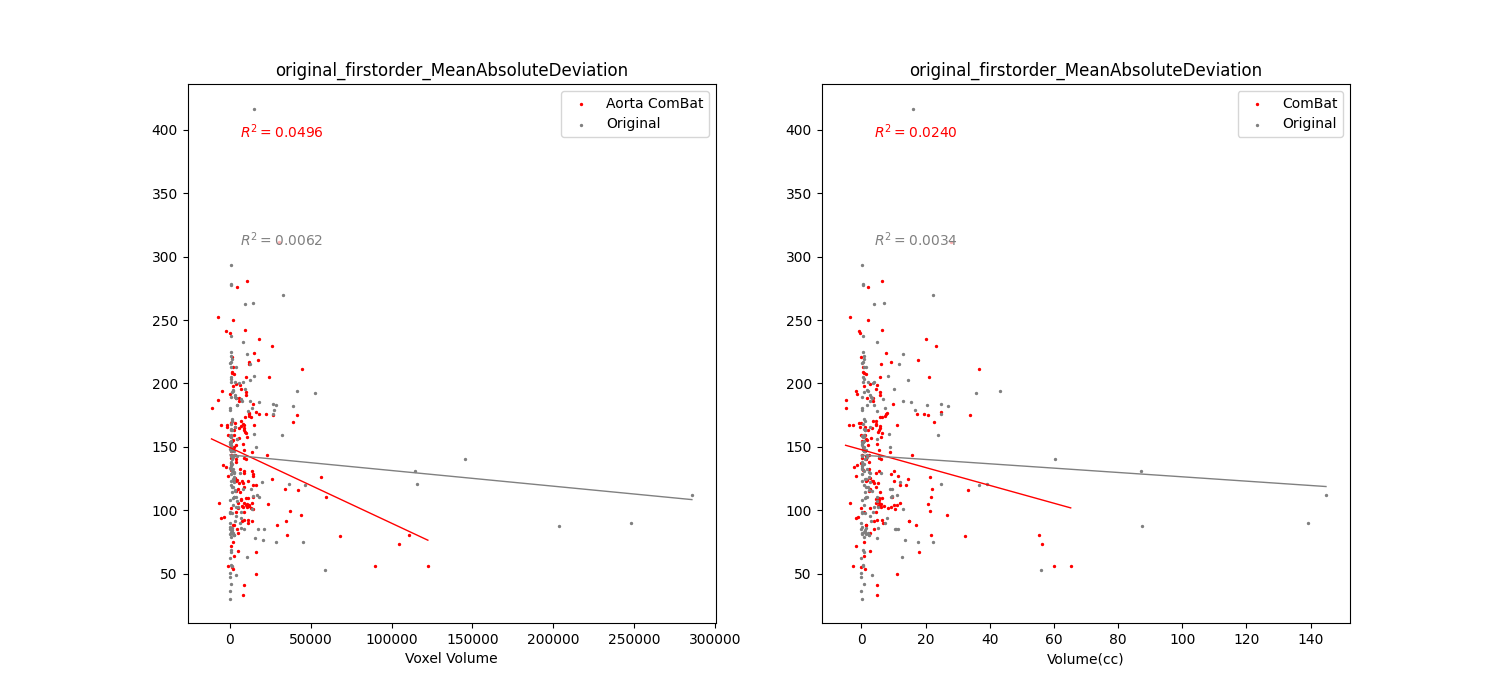 original_firstorder_MeanAbsoluteDeviation
Aorta ComBat
Original
R² = 0.0496
R² = 0.0062
400
350
300
250
200
150
100
50
0
50000
100000
150000
200000
250000
300000
Voxel Volume
original_firstorder_MeanAbsoluteDeviation
ComBat
Original
R² = 0.0240
R² = 0.0034
400
350
300
250
200
150
100
50
0
20
40
60
80
100
120
140
Volume(cc)